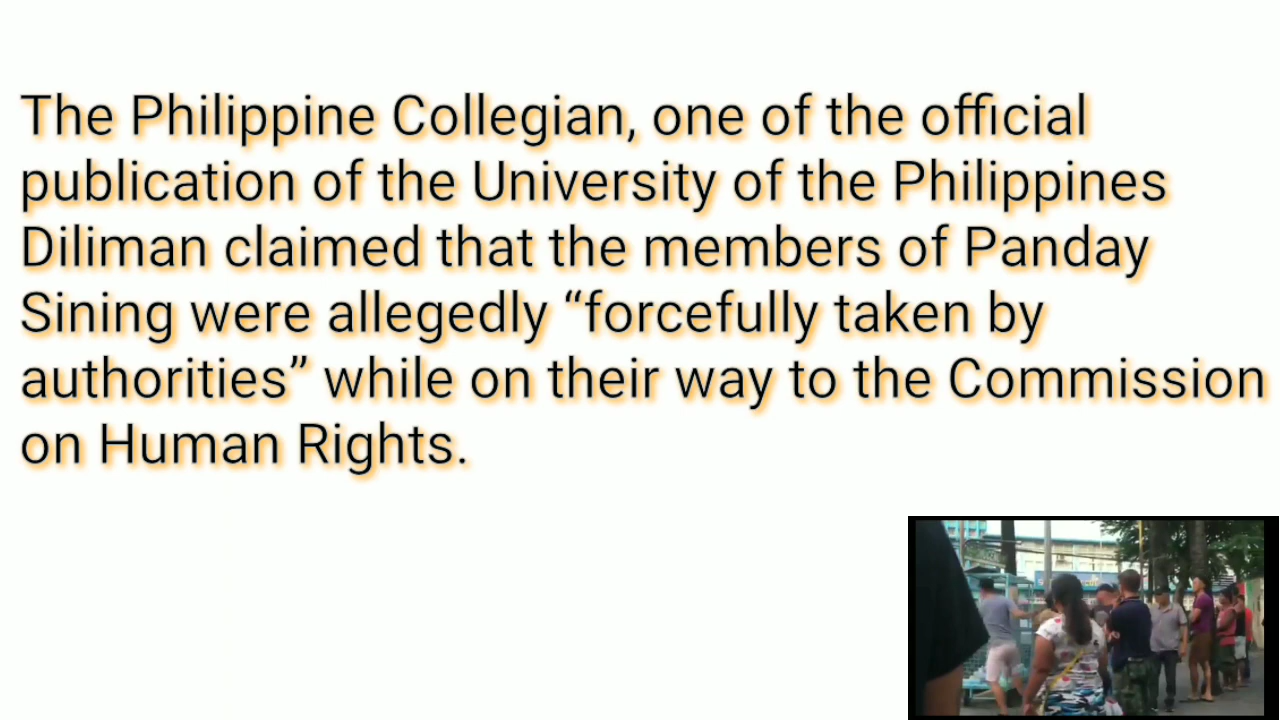 The Philippine Collegian, one of the official
publication of the University of the Philippines
Diliman claimed that the members of Panday
Sining were allegedly “forcefully taken by
authorities” while on their way to the Commission
on Human Rights.